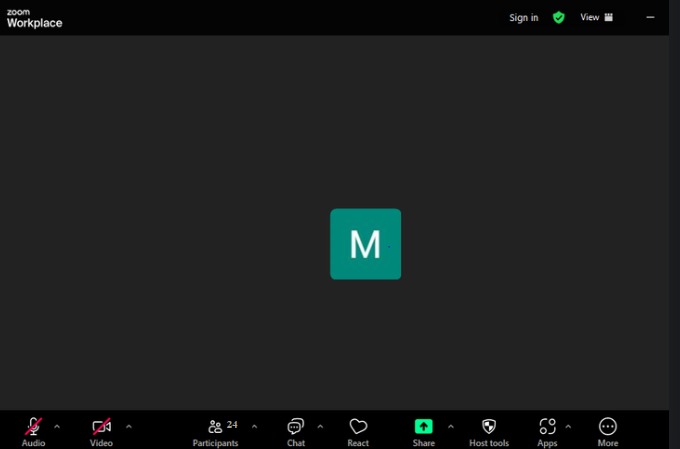 zoom
Workplace
Sign in View
M
24
Audio Video Participants Chat React Share Host tools Apps More